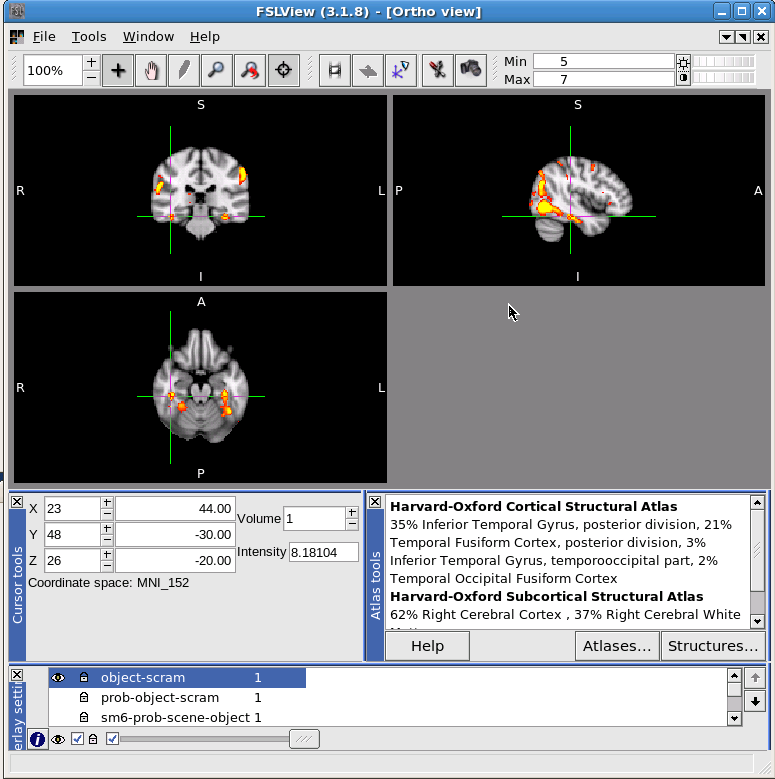 FSLView (3.1.8) - [Ortho view]
File Tools Window Help
100%
Min 5
Max 7
S
R L
I
S
P A
I
A
R L
P
Cursor tools
X 23 44.00
Y 48 -30.00
Z 26 -20.00
Volume 1
Intensity 8.18104
Coordinate space: MNI_152
Atlas tools
Harvard-Oxford Cortical Structural Atlas
35% Inferior Temporal Gyrus, posterior division, 21%
Temporal Fusiform Cortex, posterior division, 3%
Inferior Temporal Gyrus, temporooccipital part, 2%
Temporal Occipital Fusiform Cortex
Harvard-Oxford Subcortical Structural Atlas
62% Right Cerebral Cortex , 37% Right Cerebral White
Help Atlases... Structures...
erlay settin
object-scram 1
prob-object-scram 1
sm6-prob-scene-object 1